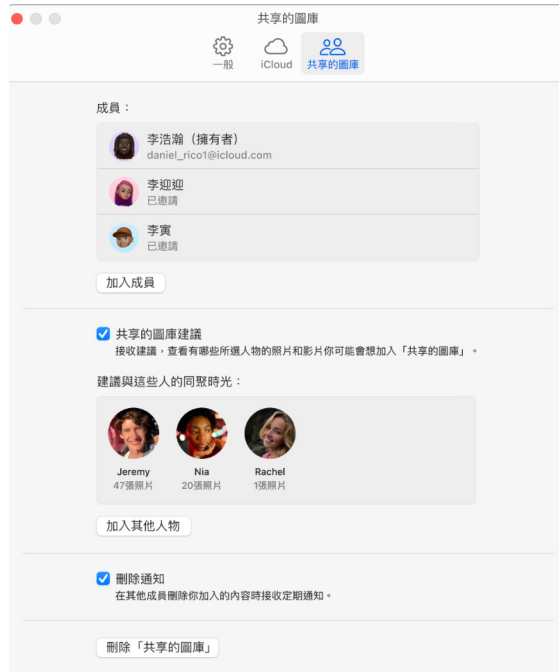 共享的圖庫
一般 iCloud 共享的圖庫
成員：
李浩瀚（擁有者）
daniel_rico1@icloud.com
李迎迎
已邀請
李寅
已邀請
加入成員
共享的圖庫建議
接收建議，查看有哪些所選人物的照片和影片你可能會想加入「共享的圖庫」。
建議與這些人的同聚時光：
Jeremy Nia Rachel
47張照片 20張照片 1張照片
加入其他人物
刪除通知
在其他成員刪除你加入的內容時接收定期通知。
刪除「共享的圖庫」